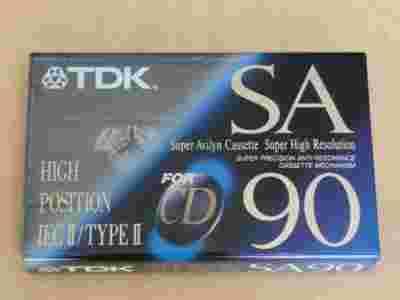 TDK.
SA
Super Avilyn Cassette Super High Resolution
SUPER PRECISION ANTI-RESONANCE
CASSETTE MECHANISM
HIGH
POSITION
IEC II/TYPE II
FOR
CD
90
SA90